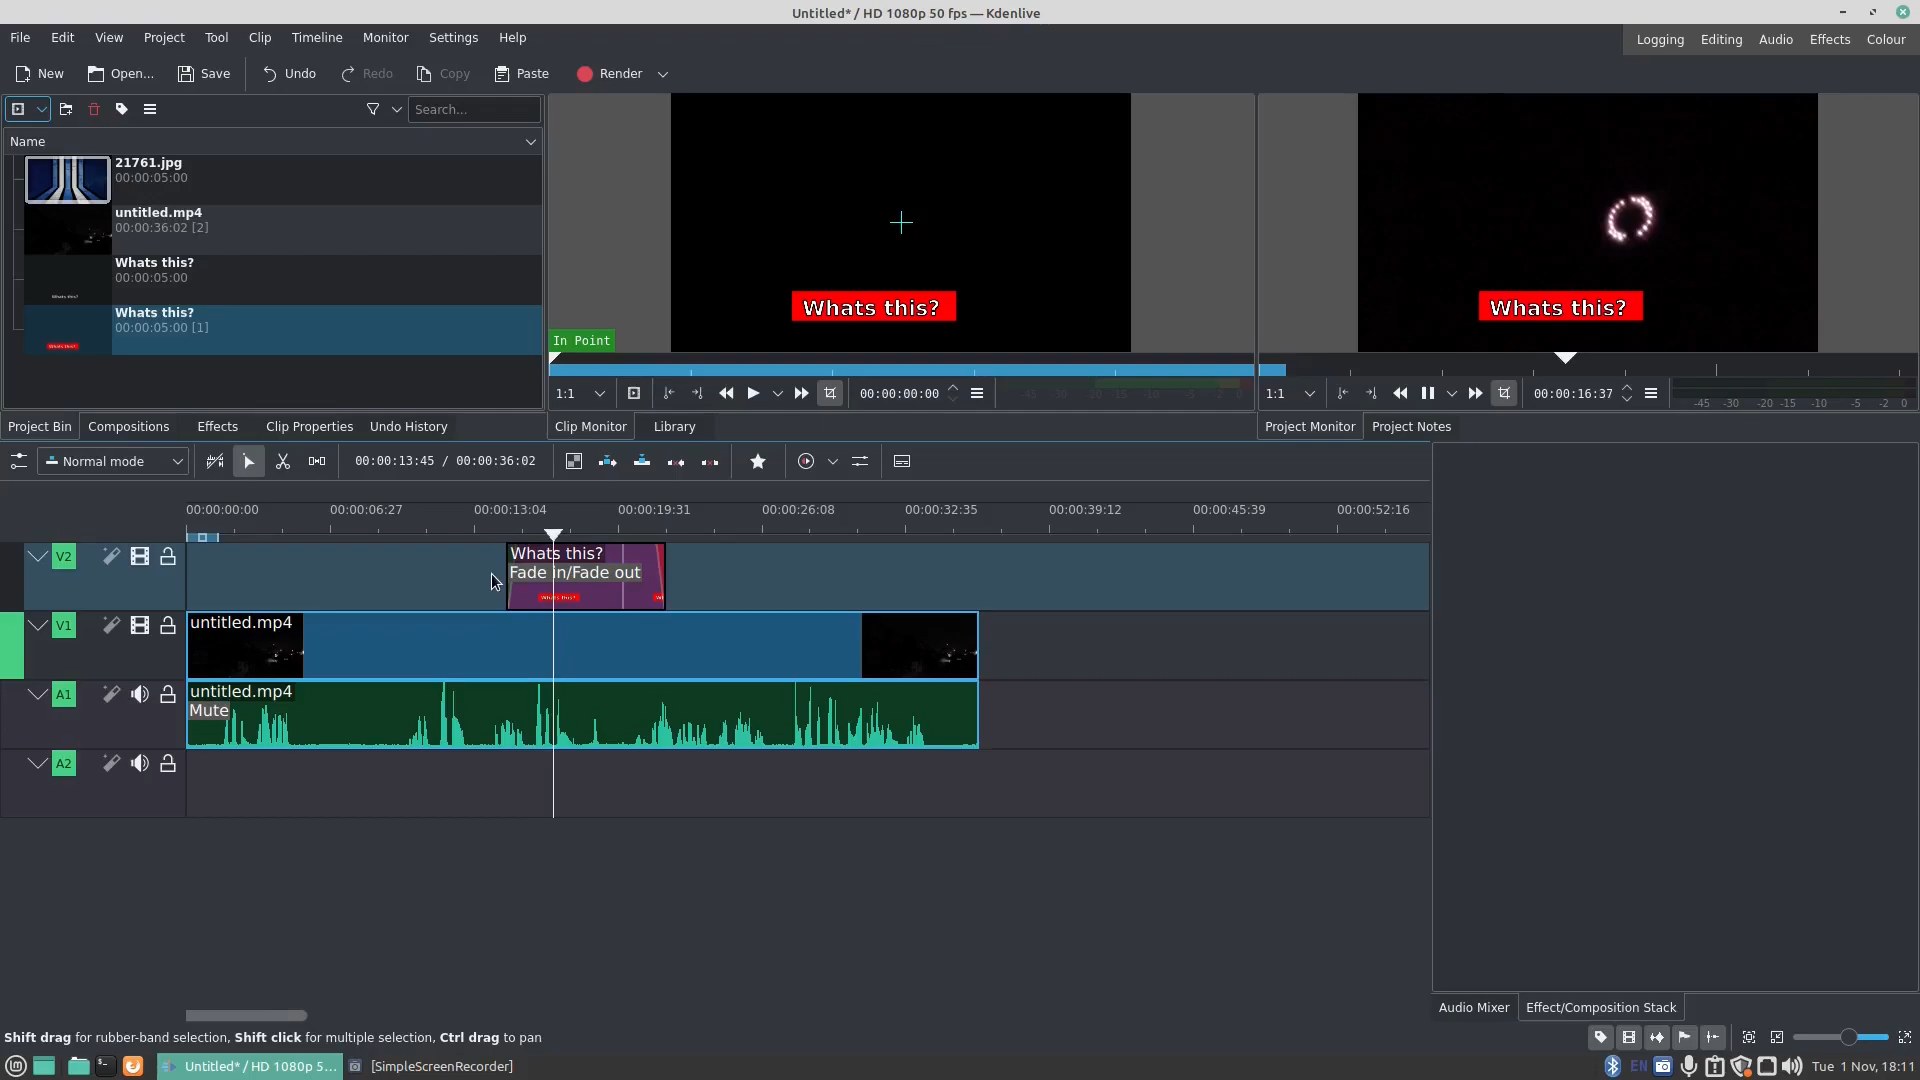 Untitled* / HD 1080p 50 fps — Kdenlive
File Edit View Project Tool Clip Timeline Monitor Settings Help
Logging Editing Audio Effects Colour
New Open... Save Undo Redo Copy Paste Render
Search...
Name
21761.jpg
00:00:05:00
untitled.mp4
00:00:36:02 [2]
Whats this?
00:00:05:00
Whats this?
00:00:05:00 [1]
Whats this?
Whats this?
In Point
1:1 00:00:00:00
1:1 00:00:16:37
-45 -30 -20 -15 -10 -5 -2 0
Project Bin Compositions Effects Clip Properties Undo History
Clip Monitor Library
Project Monitor Project Notes
Normal mode 00:00:13:45 / 00:00:36:02
00:00:00:00 00:00:06:27 00:00:13:04 00:00:19:31 00:00:26:08 00:00:32:35 00:00:39:12 00:00:45:39 00:00:52:16
V2 Whats this?
Fade in/Fade out
Whats this?
V1 untitled.mp4
A1 untitled.mp4
Mute
A2
Audio Mixer Effect/Composition Stack
Shift drag for rubber-band selection, Shift click for multiple selection, Ctrl drag to pan
Untitled* / HD 1080p 5... [SimpleScreenRecorder]
EN Tue 1 Nov, 18:11